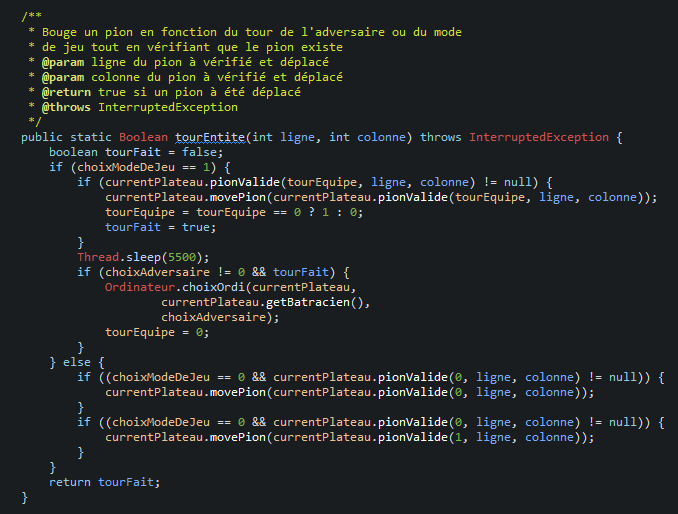 /**
 * Bouge un pion en fonction du tour de l'adversaire ou du mode
 * de jeu tout en vérifiant que le pion existe
 * @param ligne du pion à vérifié et déplacé
 * @param colonne du pion à vérifié et déplacé
 * @return true si un pion à été déplacé
 * @throws InterruptedException
 */
public static Boolean tourEntite(int ligne, int colonne) throws InterruptedException {
    boolean tourFait = false;
    if (choixModeDeJeu == 1) {
        if (currentPlateau.pionValide(tourEquipe, ligne, colonne) != null) {
            currentPlateau.movePion(currentPlateau.pionValide(tourEquipe, ligne, colonne));
            tourEquipe = tourEquipe == 0 ? 1 : 0;
            tourFait = true;
        }
        Thread.sleep(5500);
        if (choixAdversaire != 0 && tourFait) {
            Ordinateur.choixOrdi(currentPlateau,
                    currentPlateau.getBatracien(),
                    choixAdversaire);
            tourEquipe = 0;
        }
    } else {
        if ((choixModeDeJeu == 0 && currentPlateau.pionValide(0, ligne, colonne) != null)) {
            currentPlateau.movePion(currentPlateau.pionValide(0, ligne, colonne));
        }
        if ((choixModeDeJeu == 0 && currentPlateau.pionValide(0, ligne, colonne) != null)) {
            currentPlateau.movePion(currentPlateau.pionValide(1, ligne, colonne));
        }
    }
    return tourFait;
}